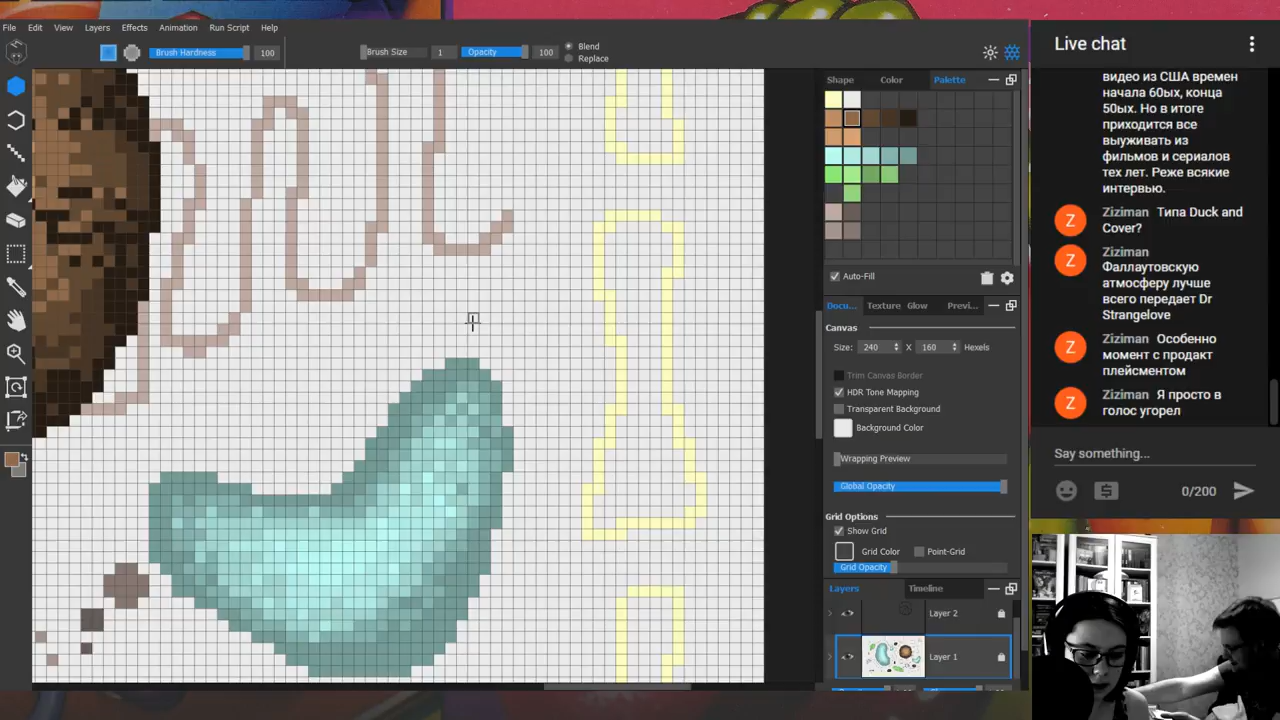 File Edit View Layers Effects Animation Run Script Help
Brush Hardness 100 Brush Size 1 Opacity 100 Blend
Replace
Shape Color Palette
Auto-Fill
Docu... Texture Glow Previ...
Canvas
Size: 240 X 160 Hexels
Trim Canvas Border
HDR Tone Mapping
Transparent Background
Background Color
Wrapping Preview
Global Opacity
Grid Options
Show Grid
Grid Color Point-Grid
Grid Opacity
Layers Timeline
Layer 2
Layer 1
Live chat
видео из США времен
начала 60ых, конца
50ых. Но в итоге
приходится все
выуживать из
фильмов и сериалов
тех лет. Реже всякие
интервью.
Z Ziziman Типа Duck and
Cover?
Z Ziziman
Фаллаутовскую
атмосферу лучше
всего передает Dr
Strangelove
Z Ziziman Особенно
момент с продакт
плейсментом
Z Ziziman Я просто в
голос угорел
Say something...
0/200